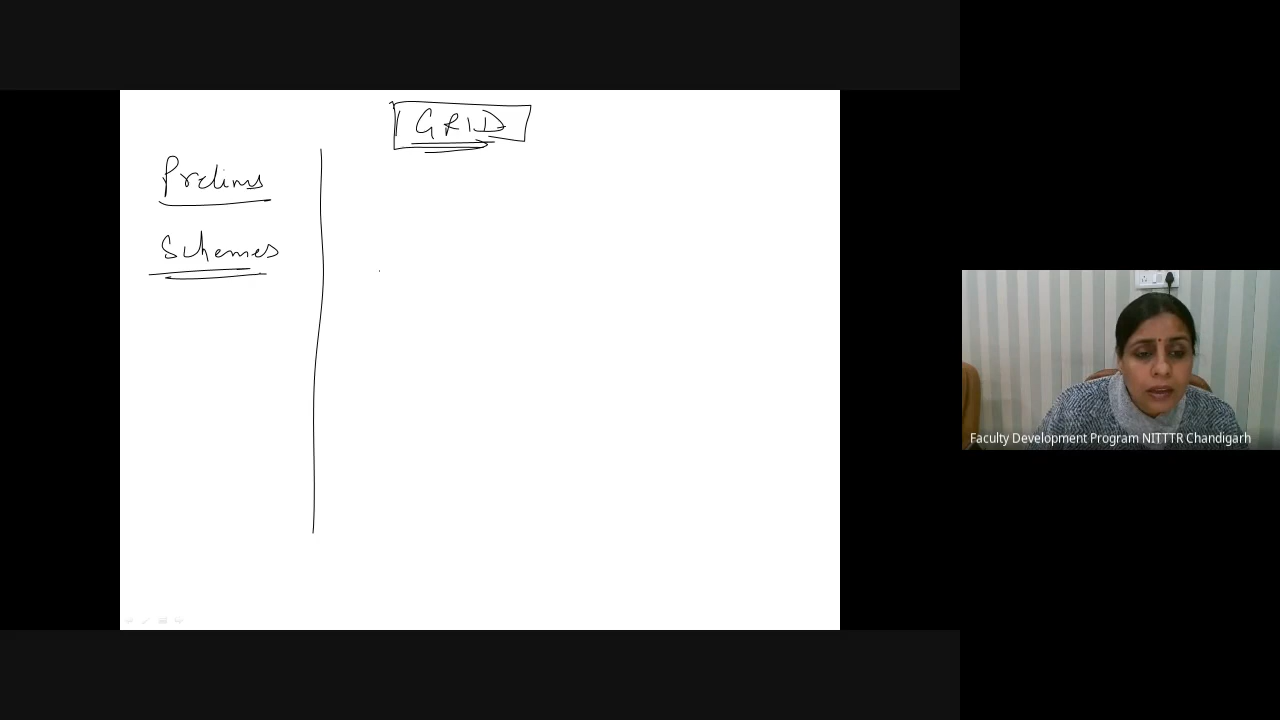 GRID
Prelims
Schemes
Faculty Development Program NITTTR Chandigarh